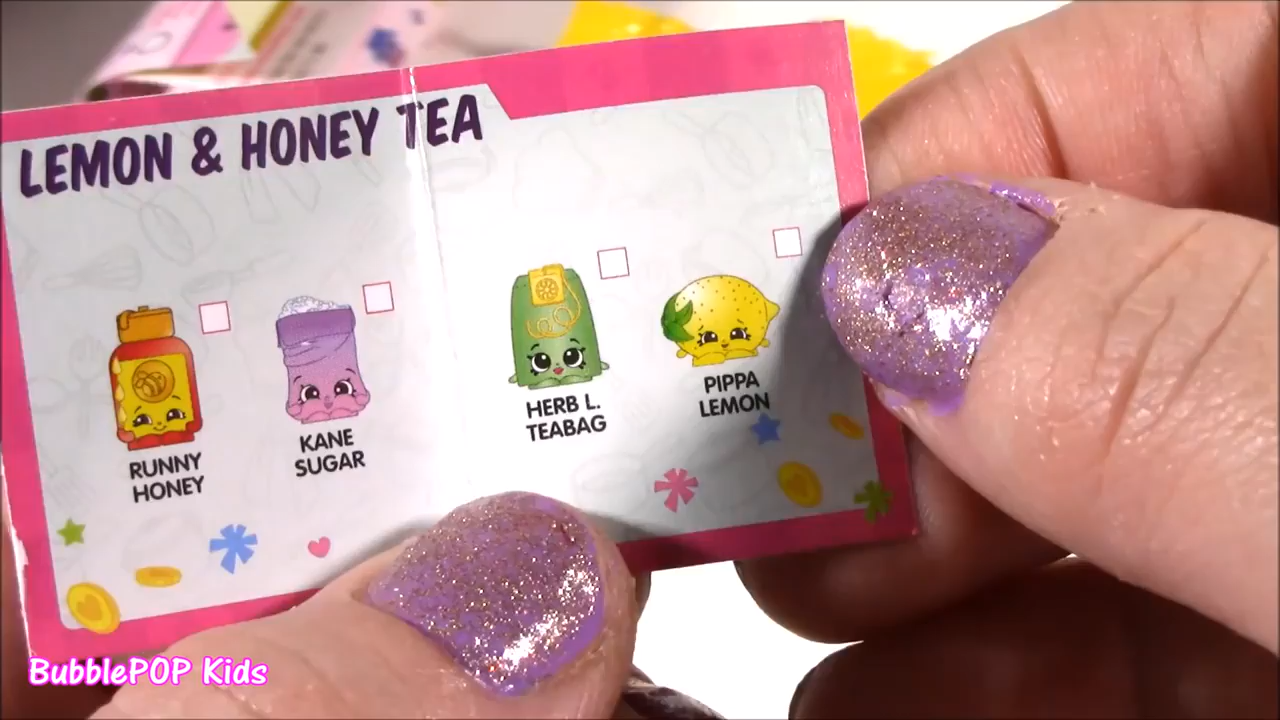 LEMON & HONEY TEA
RUNNY
HONEY
KANE
SUGAR
HERB L.
TEABAG
PIPPA
LEMON
BubblePOP Kids